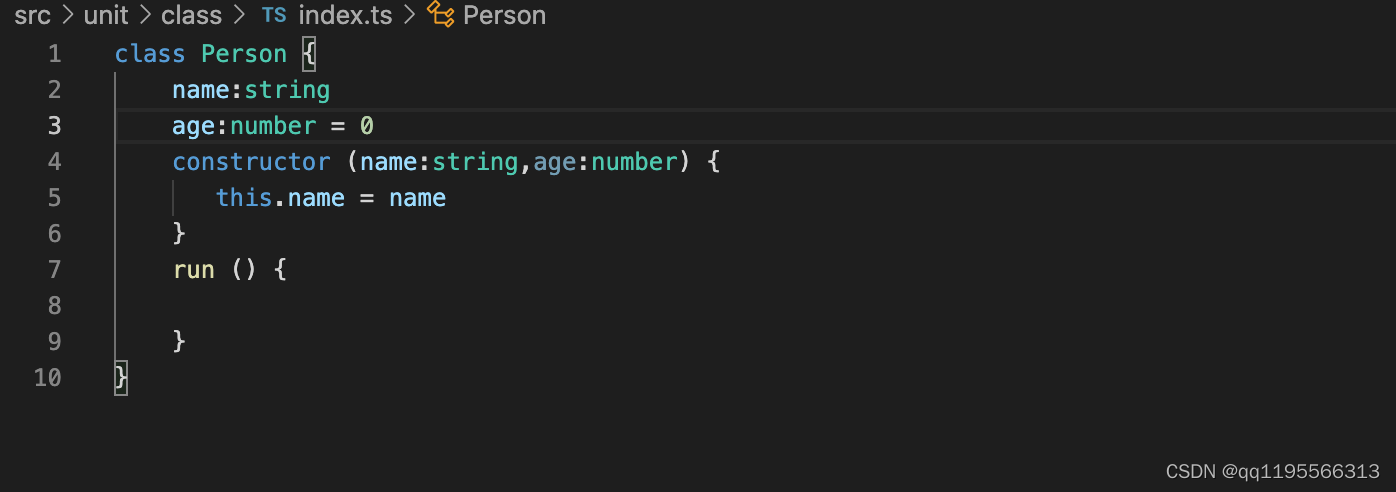 src > unit > class > TS index.ts > Person
1 class Person {
2     name:string
3     age:number = 0
4     constructor (name:string,age:number) {
5        this.name = name
6     }
7     run () {
8
9     }
10 }
CSDN @qq1195566313